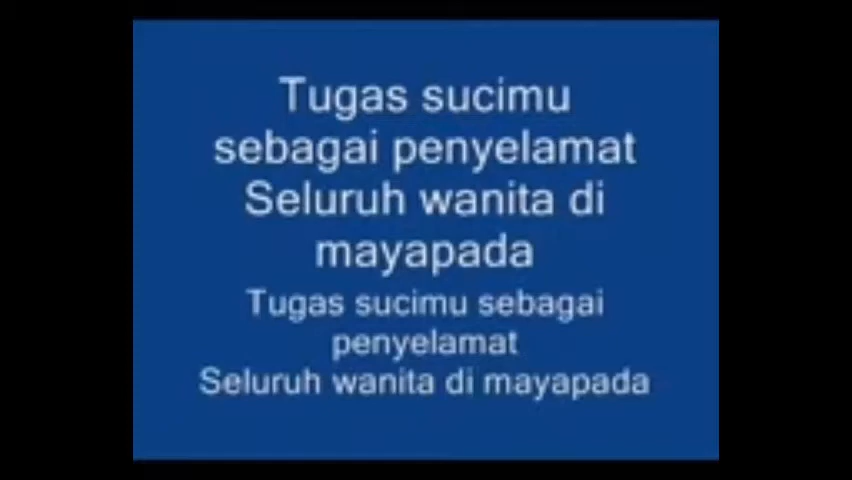 Tugas sucimu
sebagai penyelamat
Seluruh wanita di
mayapada
Tugas sucimu sebagai
penyelamat
Seluruh wanita di mayapada